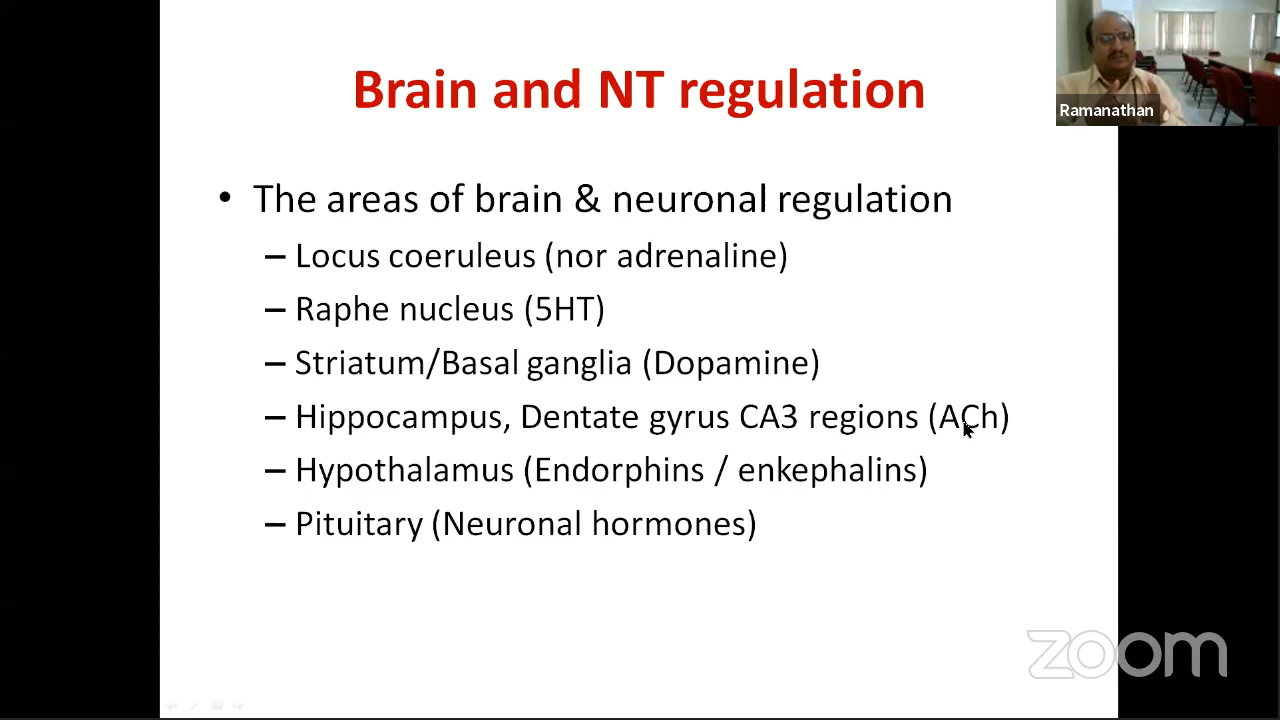 Brain and NT regulation
Ramanathan
• The areas of brain & neuronal regulation
– Locus coeruleus (nor adrenaline)
– Raphe nucleus (5HT)
– Striatum/Basal ganglia (Dopamine)
– Hippocampus, Dentate gyrus CA3 regions (ACh)
– Hypothalamus (Endorphins / enkephalins)
– Pituitary (Neuronal hormones)
zoom